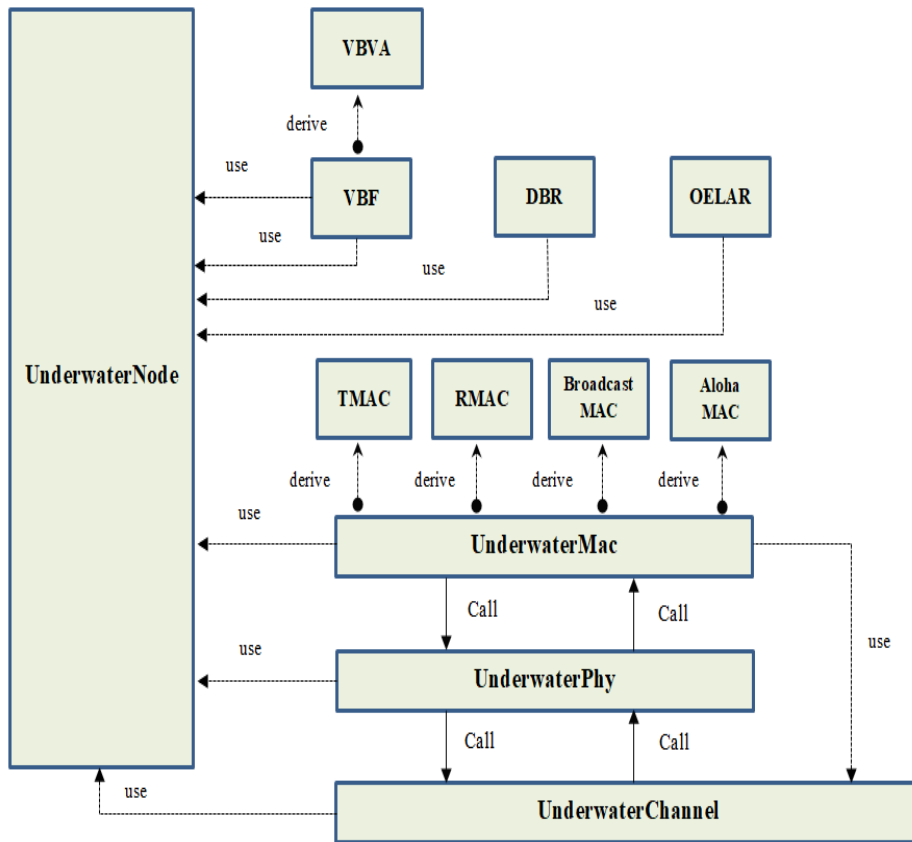 VBVA
derive
use
VBF
DBR
OELAR
use
use
use
UnderwaterNode
TMAC
RMAC
Broadcast
MAC
Aloha
MAC
derive
derive
derive
derive
use
UnderwaterMac
Call
Call
use
use
UnderwaterPhy
Call
Call
use
UnderwaterChannel